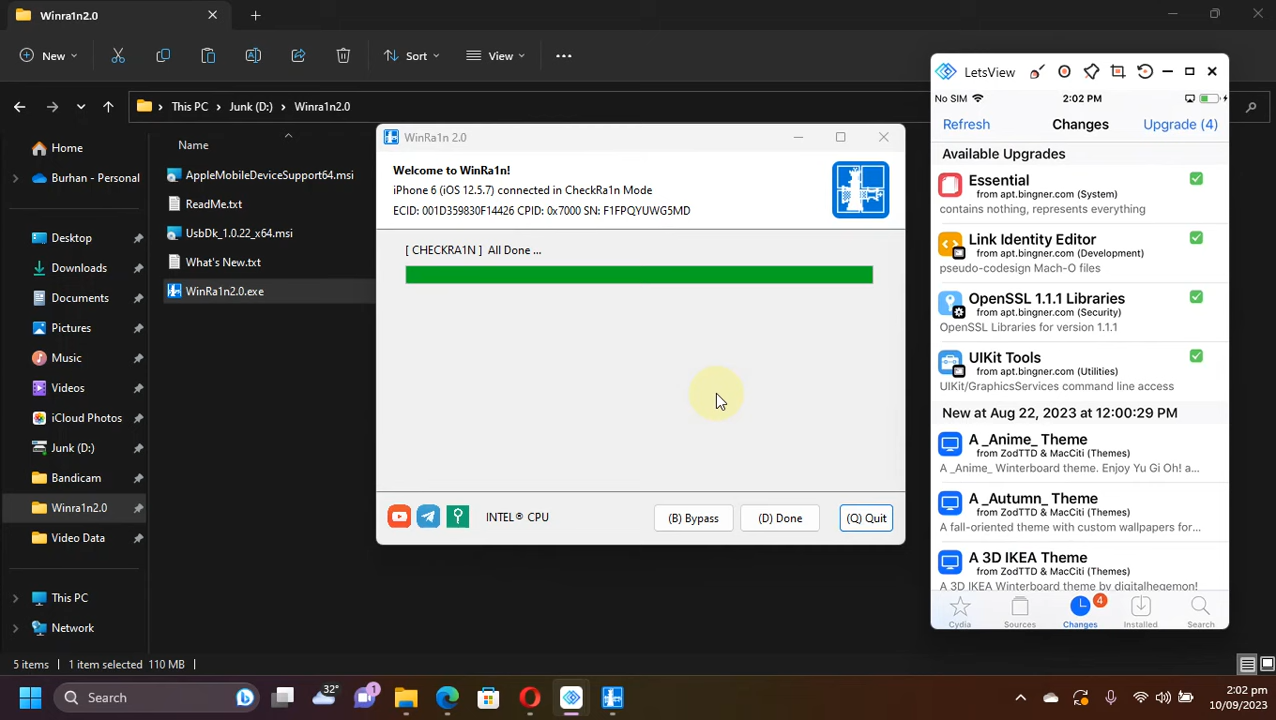 Winra1n2.0
New
Sort
View
This PC > Junk (D:) > Winra1n2.0
Home
Burhan - Personal
Desktop
Downloads
Documents
Pictures
Music
Videos
iCloud Photos
Junk (D:)
Bandicam
Winra1n2.0
Video Data
This PC
Network
Name
AppleMobileDeviceSupport64.msi
ReadMe.txt
UsbDk_1.0.22_x64.msi
What's New.txt
WinRa1n2.0.exe
5 items
1 item selected 110 MB
WinRa1n 2.0
Welcome to WinRa1n!
iPhone 6 (iOS 12.5.7) connected in CheckRa1n Mode
ECID: 001D359830F14426 CPID: 0x7000 SN: F1FPQYUWG5MD
[ CHECKRA1N ] All Done ...
INTEL® CPU
(B) Bypass
(D) Done
(Q) Quit
LetsView
No SIM
2:02 PM
Refresh
Changes
Upgrade (4)
Available Upgrades
Essential
from apt.bingner.com (System)
contains nothing, represents everything
Link Identity Editor
from apt.bingner.com (Development)
pseudo-codesign Mach-O files
OpenSSL 1.1.1 Libraries
from apt.bingner.com (Security)
OpenSSL Libraries for version 1.1.1
UIKit Tools
from apt.bingner.com (Utilities)
UIKit/GraphicsServices command line access
New at Aug 22, 2023 at 12:00:29 PM
A _Anime_ Theme
from ZodTTD & MacCiti (Themes)
A _Anime_ Winterboard theme. Enjoy Yu Gi Oh! a...
A _Autumn_ Theme
from ZodTTD & MacCiti (Themes)
A fall-oriented theme with custom wallpapers for...
A 3D IKEA Theme
from ZodTTD & MacCiti (Themes)
A 3D IKEA Winterboard theme by digitalhegemon!
4
Cydia
Sources
Changes
Installed
Search
Search
32°
1
2:02 pm
10/09/2023